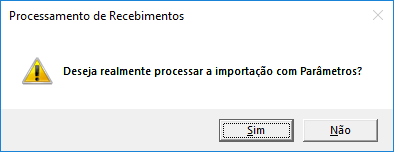 Processamento de Recebimentos
Deseja realmente processar a importação com Parâmetros?
Sim
Não